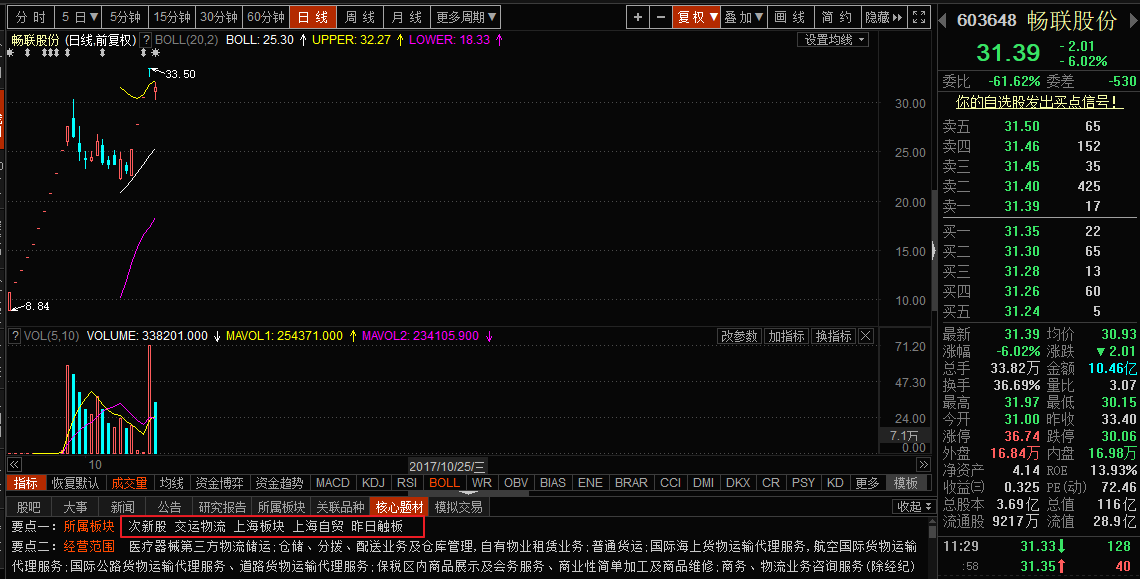 分时 5日▼ 5分钟 15分钟 30分钟 60分钟 日线 周线 月线 更多周期▼ + − 复权▼ 叠加▼ 画线 简约 隐藏
603648 畅联股份
畅联股份 (日线,前复权) ? BOLL(20,2) BOLL: 25.30 ↑ UPPER: 32.27 ↑ LOWER: 18.33 ↑ 设置均线
31.39 -2.01
-6.02%
委比 -61.62% 委差 -530
你的自选股发出买点信号！
33.50
30.00
25.00
20.00
15.00
10.00
8.84
卖五 31.50 65
卖四 31.46 152
卖三 31.45 35
卖二 31.40 425
卖一 31.39 17
买一 31.35 22
买二 31.30 65
买三 31.28 13
买四 31.26 60
买五 31.24 5
? VOL(5,10) VOLUME: 338201.000 ↓ MAVOL1: 254371.000 ↑ MAVOL2: 234105.900 ↓ 改参数 加指标 换指标
71.20
47.30
24.00
7.1万
0.00
最新 31.39 均价 30.93
涨幅 -6.02% 涨跌 ▼2.01
总手 33.82万 金额 10.46亿
换手 36.69% 量比 3.07
最高 31.97 最低 30.15
今开 31.00 昨收 33.40
涨停 36.74 跌停 30.06
外盘 16.84万 内盘 16.98万
净资产 4.14 ROE 13.93%
收益㈢ 0.325 PE(动) 72.46
总股本 3.69亿 总值 116亿
流通股 9217万 流值 28.9亿
10 2017/10/25/三
指标 恢复默认 成交量 均线 资金博弈 资金趋势 MACD KDJ RSI BOLL WR OBV BIAS ENE BRAR CCI DMI DKX CR PSY KD 更多 模板
股吧 大事 新闻 公告 研究报告 所属板块 关联品种 核心题材 模拟交易 收起
要点一：所属板块 次新股 交运物流 上海板块 上海自贸 昨日触板
要点二：经营范围 医疗器械第三方物流储运;仓储、分拨、配送业务及仓库管理,自有物业租赁业务;普通货运;国际海上货物运输代理服务,航空国际货物运输
代理服务;国际公路货物运输代理服务、道路货物运输代理服务;保税区内商品展示及会务服务、商业性简单加工及商品维修;商务、物流业务咨询服务(除经纪)
11:29 31.33↓ 128
:58 31.35↑ 40